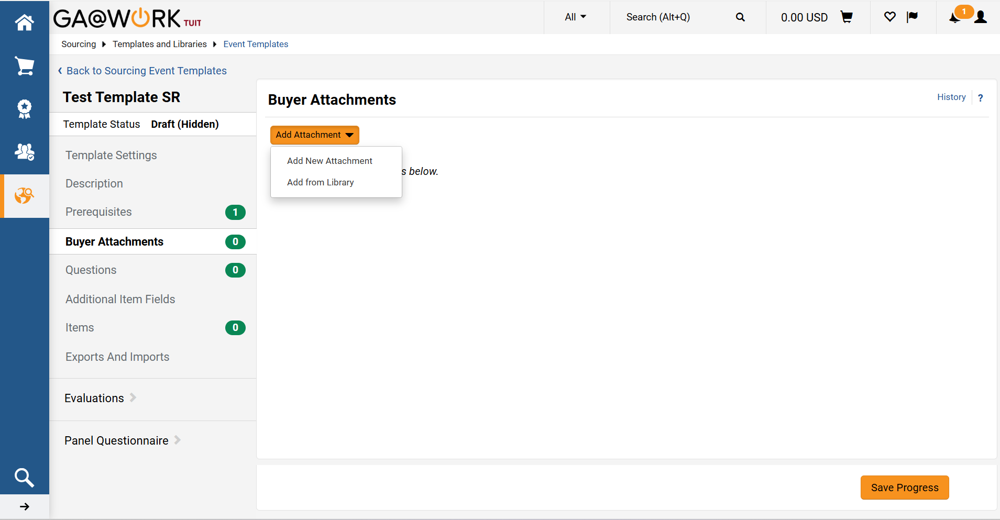 GA@WORK TUIT
All
Search (Alt+Q)
0.00 USD
1
Sourcing
Templates and Libraries
Event Templates
Back to Sourcing Event Templates
Test Template SR
Template Status Draft (Hidden)
Template Settings
Description
Prerequisites 1
Buyer Attachments 0
Questions 0
Additional Item Fields
Items 0
Exports And Imports
Evaluations
Panel Questionnaire
Buyer Attachments
History
?
Add Attachment
Add New Attachment
Add from Library
s below.
Save Progress